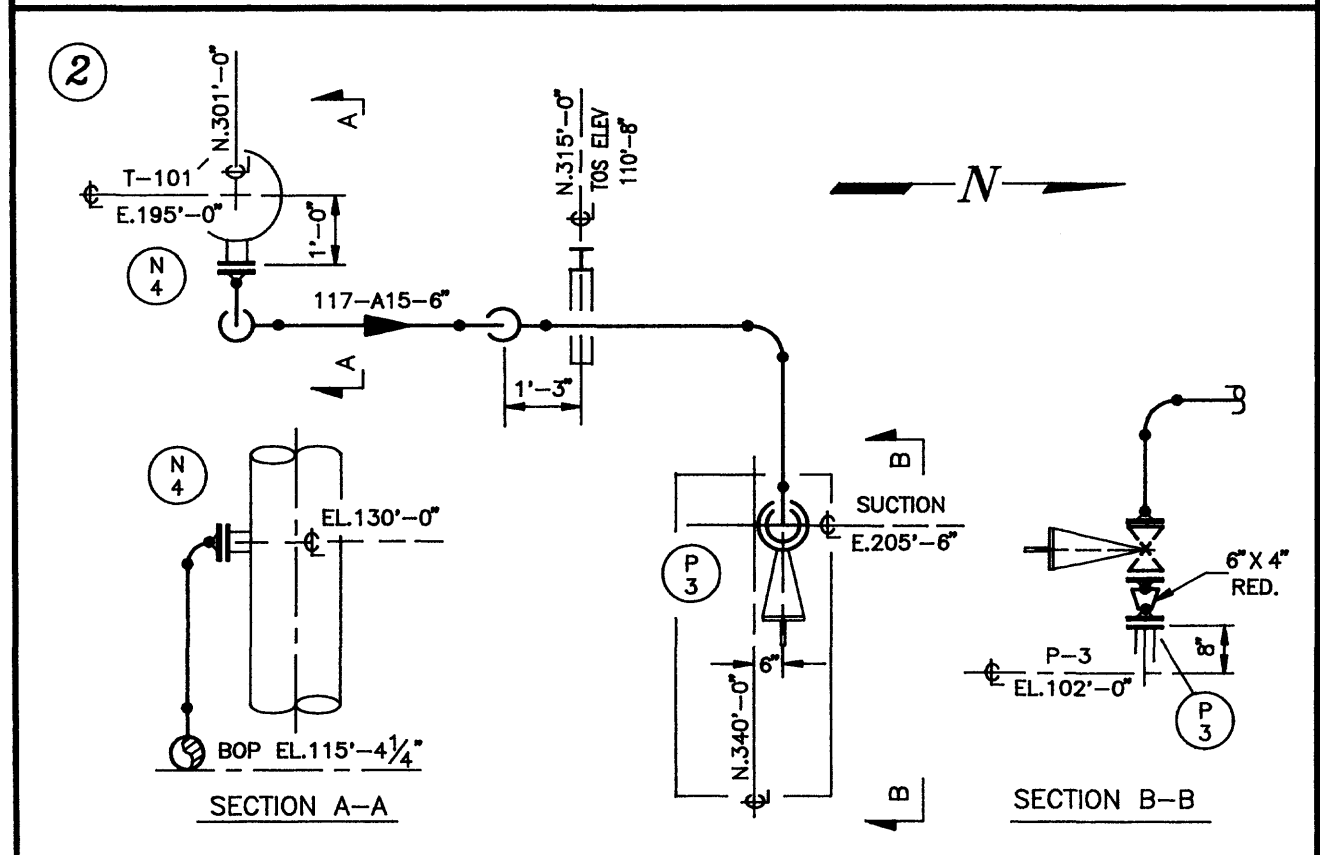 2
N.301'-0"
A
T-101
E.195'-0"
1'-0"
N
4
N.315'-0"
TOS ELEV
110'-8"
N
117-A15-6"
A
1'-3"
N
4
EL.130'-0"
BOP EL.115'-4¼"
SECTION A-A
B
SUCTION
E.205'-6"
P
3
6"
N.340'-0"
B
6"X 4"
RED.
8"
P-3
EL.102'-0"
P
3
SECTION B-B